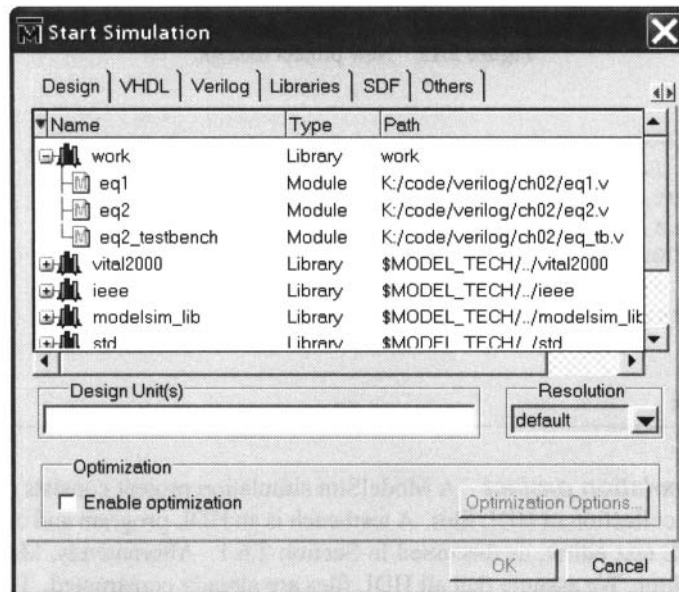 Start Simulation
Design VHDL Verilog Libraries SDF Others
Name Type Path
work Library work
eq1 Module K:/code/verilog/ch02/eq1.v
eq2 Module K:/code/verilog/ch02/eq2.v
eq2_testbench Module K:/code/verilog/ch02/eq_tb.v
vital2000 Library $MODEL_TECH/../vital2000
ieee Library $MODEL_TECH/../ieee
modelsim_lib Library $MODEL_TECH/../modelsim_lib
std Library $MODEL_TECH/../std
Design Unit(s)
Resolution
default
Optimization
Enable optimization
Optimization Options...
OK Cancel